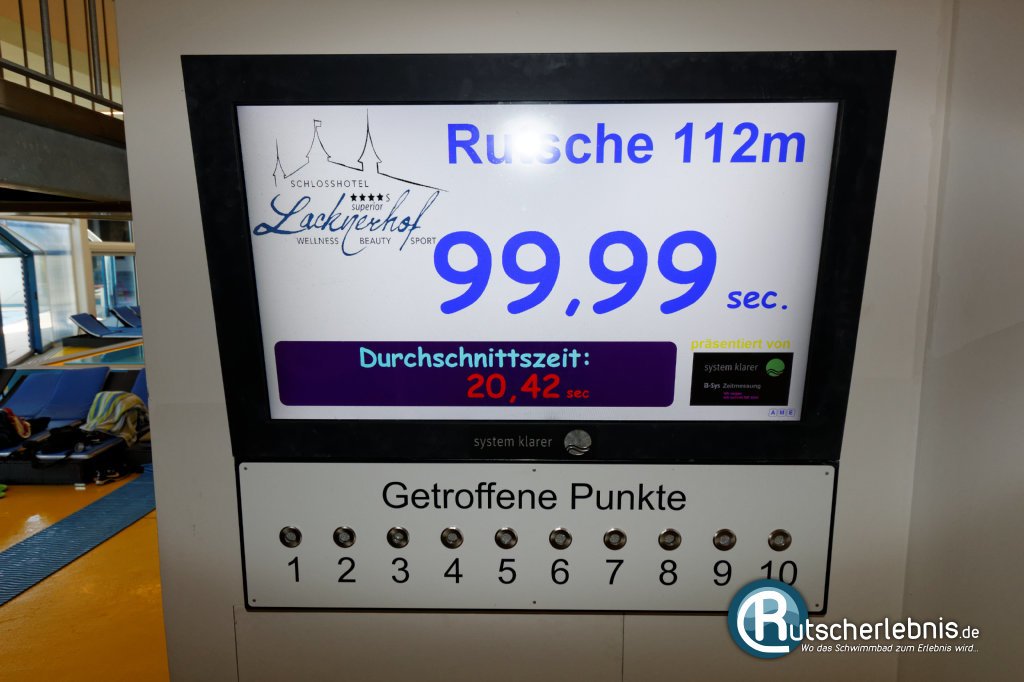 Rutsche 112m
SCHLOSSHOTEL
★★★★S
superior
Lacknerhof
WELLNESS BEAUTY SPORT
99,99 sec.
Durchschnittszeit:
20,42 sec
präsentiert von
system klarer
B-Sys Zeitmessung
A M E
system klarer
Getroffene Punkte
1 2 3 4 5 6 7 8 9 10
Rutscherlebnis.de
Wo das Schwimmbad zum Erlebnis wird...